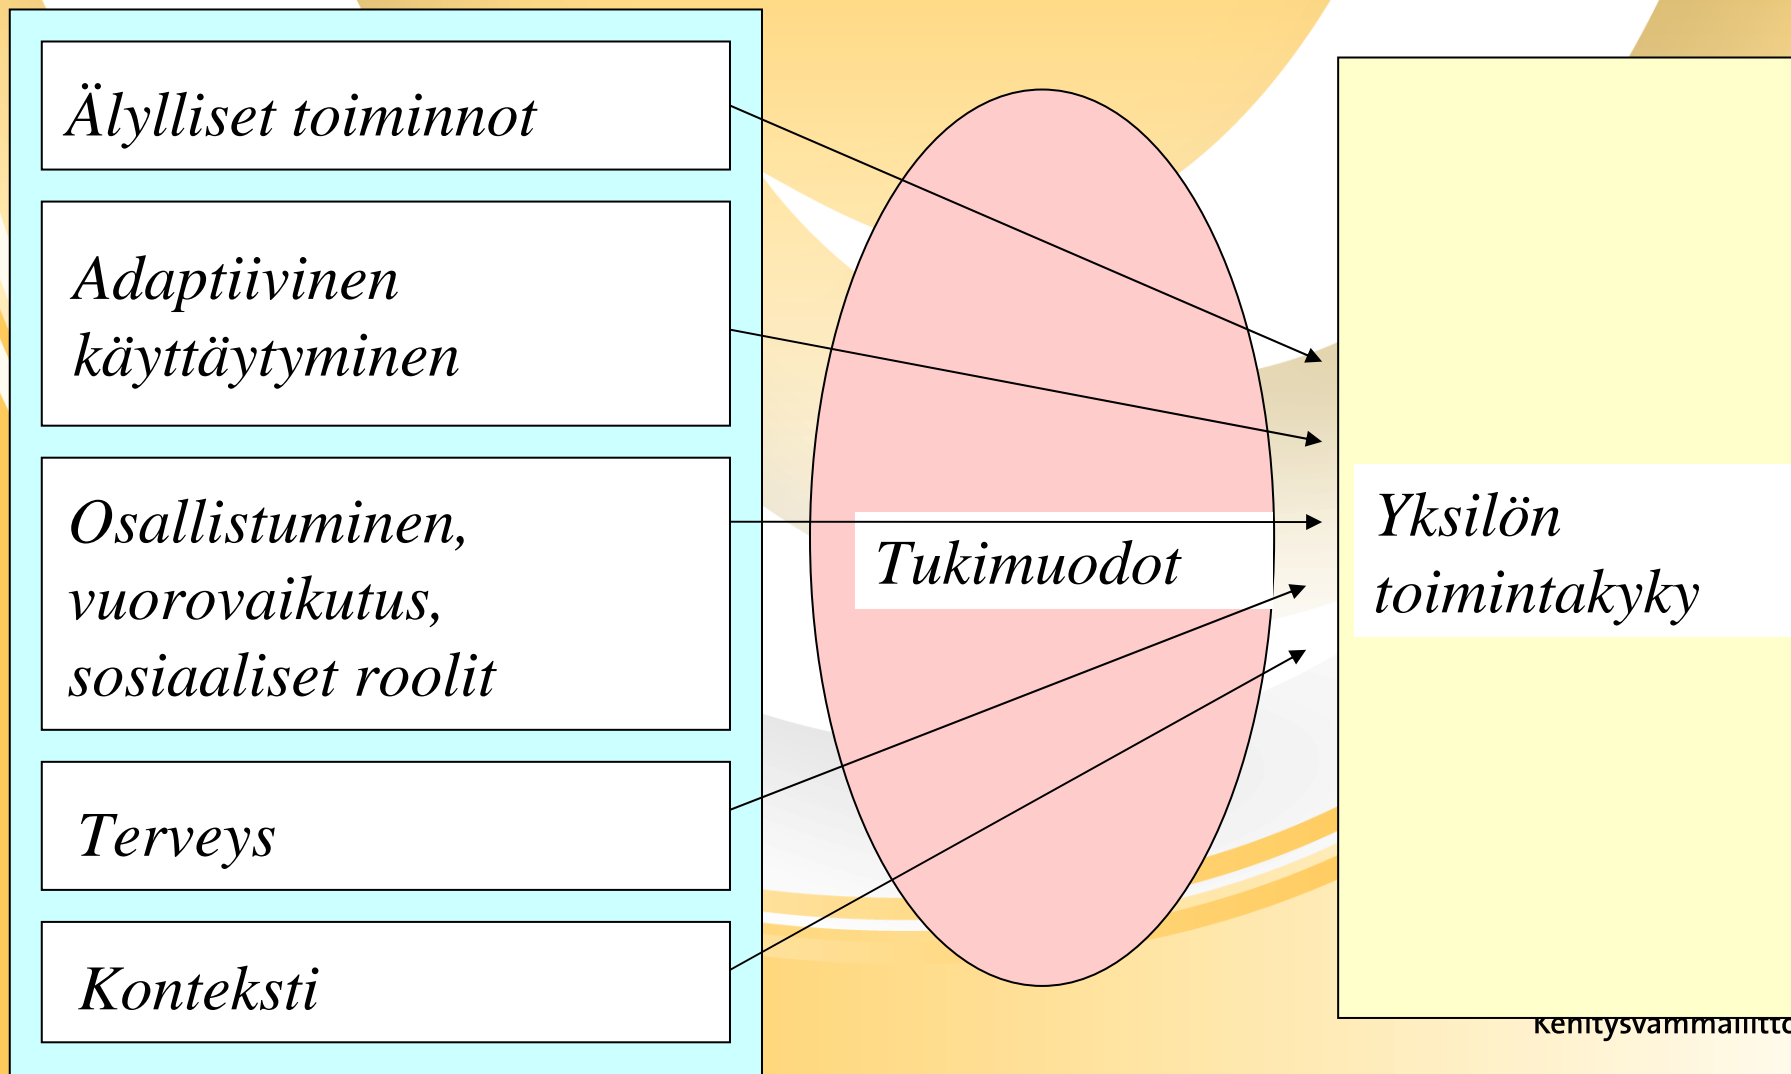 Älylliset toiminnot
Adaptiivinen
käyttäytyminen
Osallistuminen,
vuorovaikutus,
sosiaaliset roolit
Terveys
Konteksti
Tukimuodot
Yksilön
toimintakyky